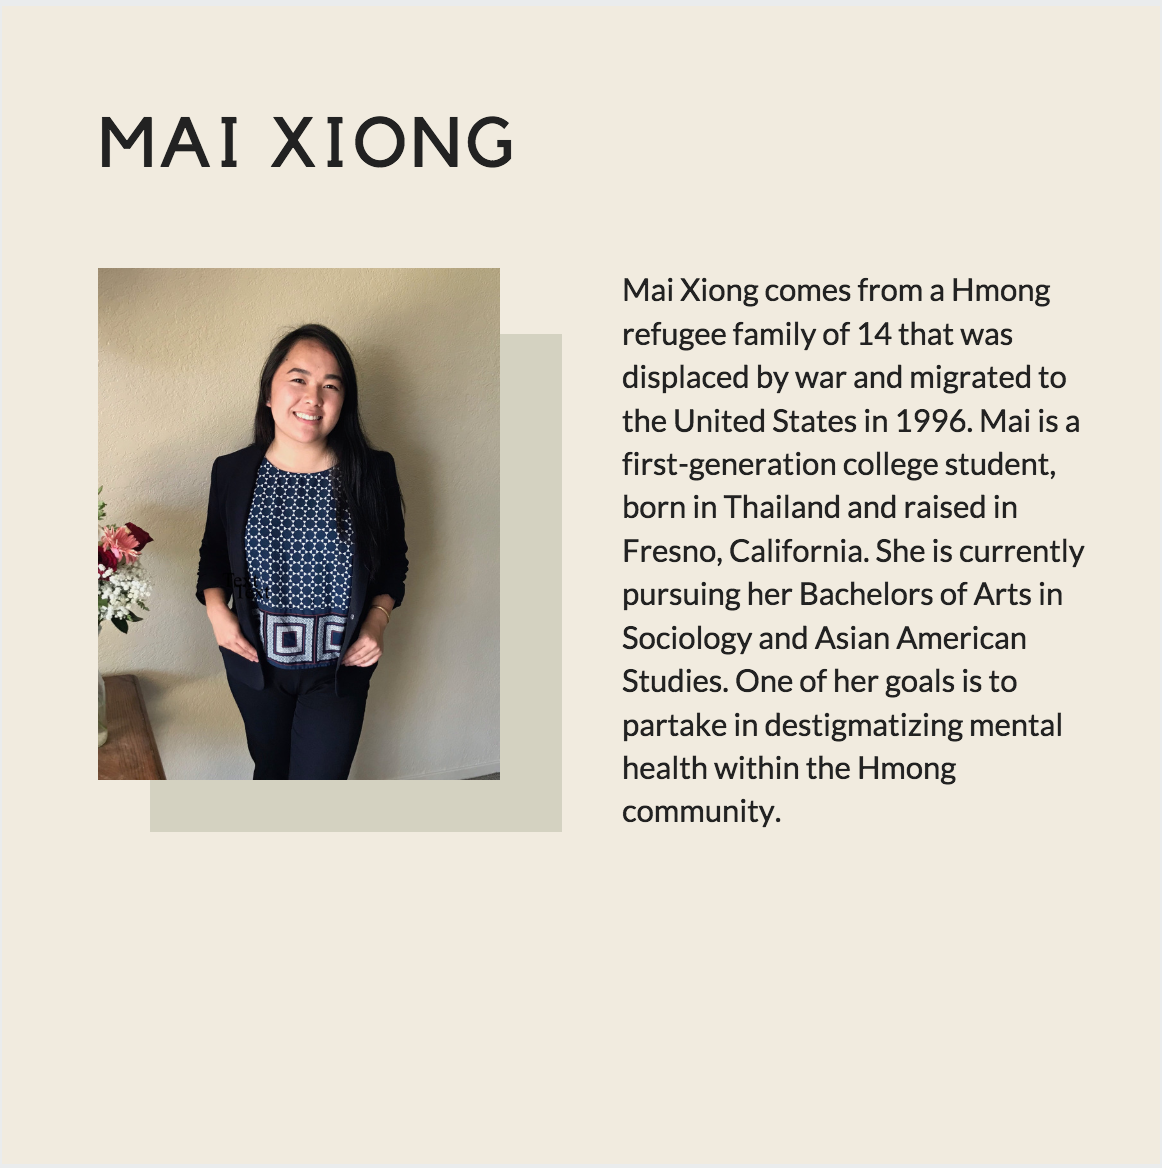 MAI XIONG
Mai Xiong comes from a Hmong
refugee family of 14 that was
displaced by war and migrated to
the United States in 1996. Mai is a
first-generation college student,
born in Thailand and raised in
Fresno, California. She is currently
pursuing her Bachelors of Arts in
Sociology and Asian American
Studies. One of her goals is to
partake in destigmatizing mental
health within the Hmong
community.